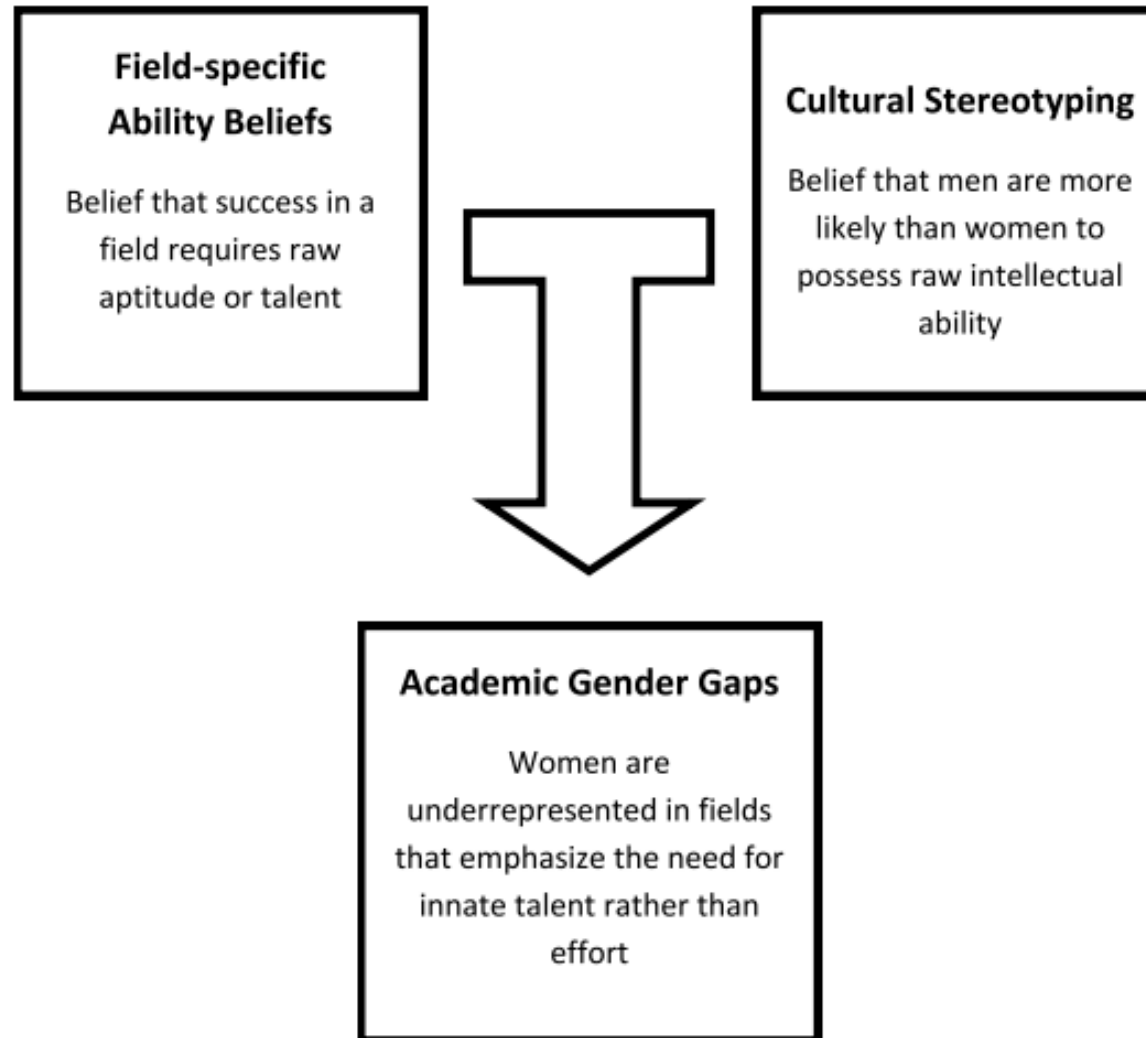 Field-specific
Ability Beliefs
Belief that success in a
field requires raw
aptitude or talent
Cultural Stereotyping
Belief that men are more
likely than women to
possess raw intellectual
ability
Academic Gender Gaps
Women are
underrepresented in fields
that emphasize the need for
innate talent rather than
effort